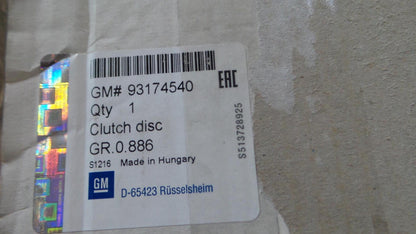 GM# 93174540
EAC
Qty 1
Clutch disc
GR.0.886
S1216 Made in Hungary
GM
D-65423 Rüsselsheim
S513728925